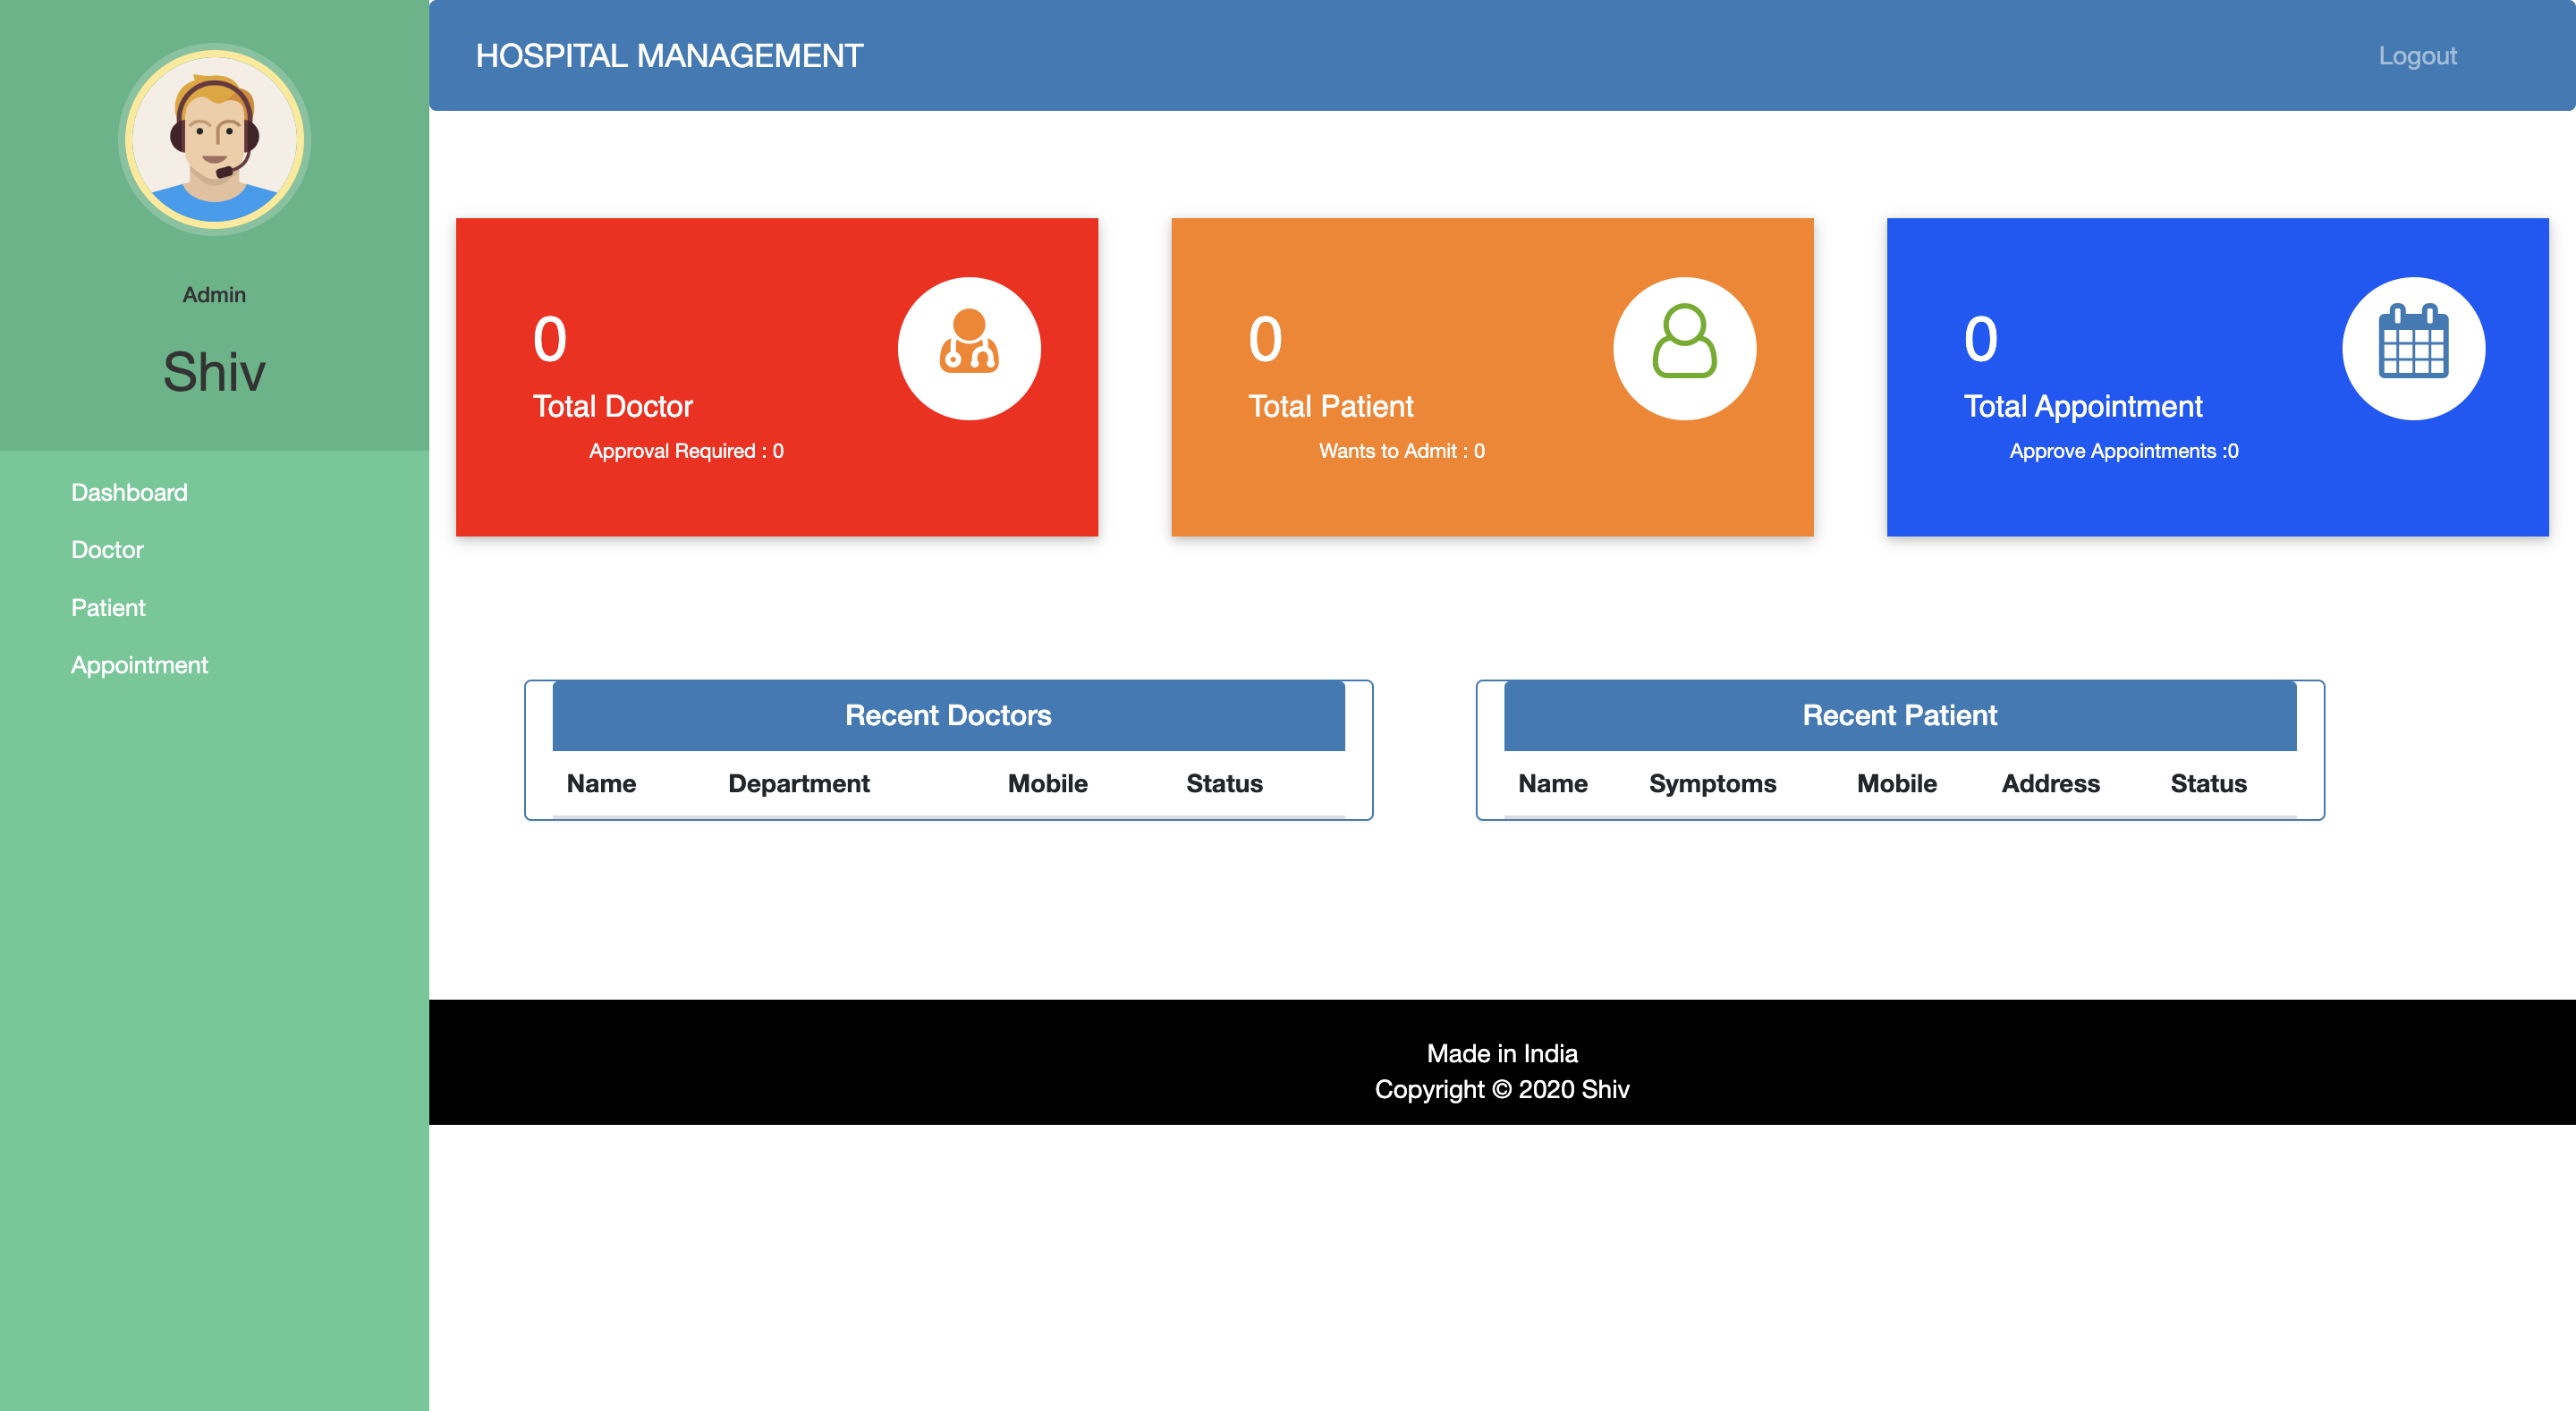 HOSPITAL MANAGEMENT
Logout
Admin
Shiv
Dashboard
Doctor
Patient
Appointment
0
Total Doctor
Approval Required : 0
0
Total Patient
Wants to Admit : 0
0
Total Appointment
Approve Appointments :0
Recent Doctors
Name Department Mobile Status
Recent Patient
Name Symptoms Mobile Address Status
Made in India
Copyright © 2020 Shiv